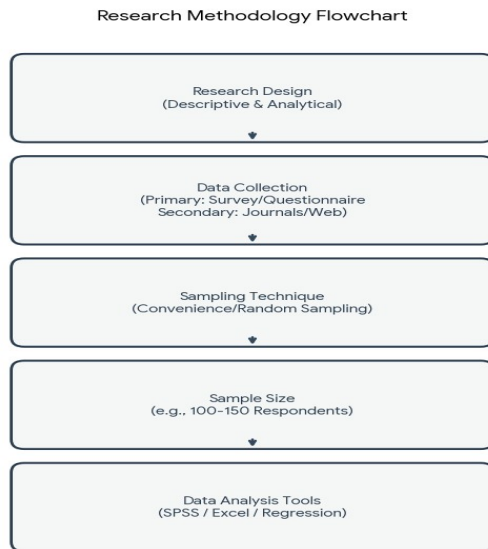 Research Methodology Flowchart
Research Design
(Descriptive & Analytical)
Data Collection
(Primary: Survey/Questionnaire
Secondary: Journals/Web)
Sampling Technique
(Convenience/Random Sampling)
Sample Size
(e.g., 100-150 Respondents)
Data Analysis Tools
(SPSS / Excel / Regression)